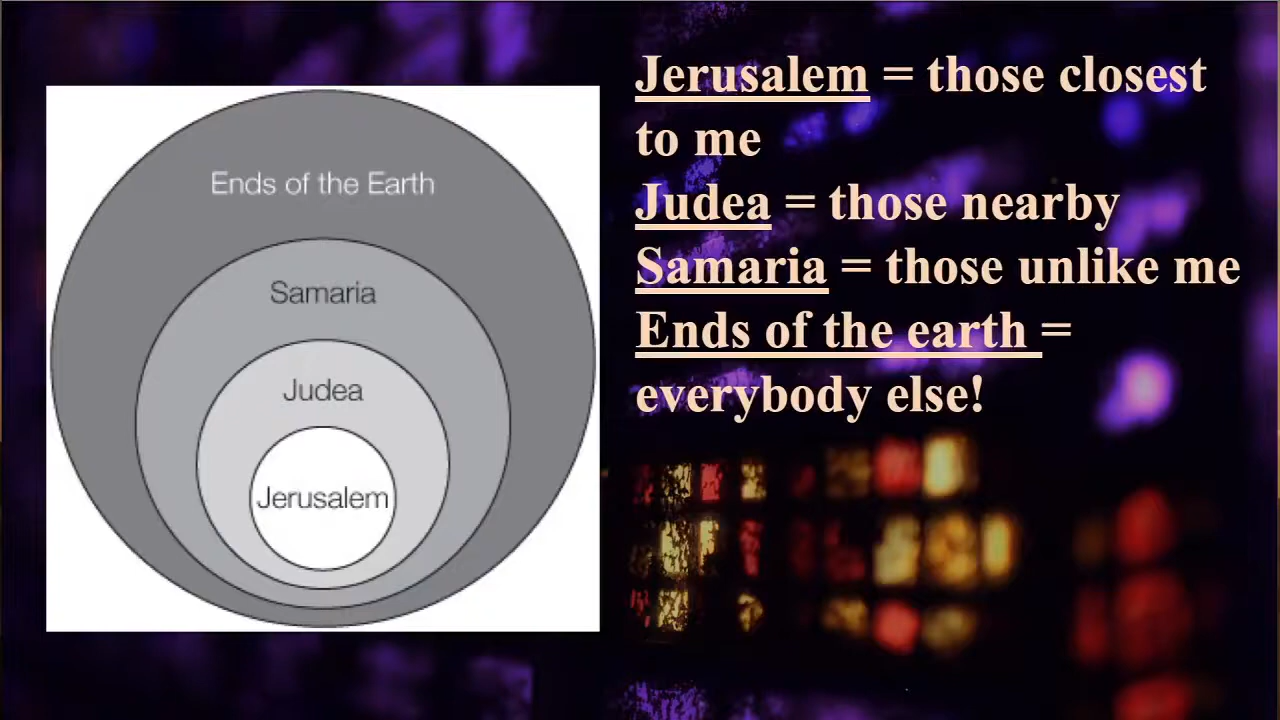 Ends of the Earth
Samaria
Judea
Jerusalem
Jerusalem = those closest
to me
Judea = those nearby
Samaria = those unlike me
Ends of the earth =
everybody else!